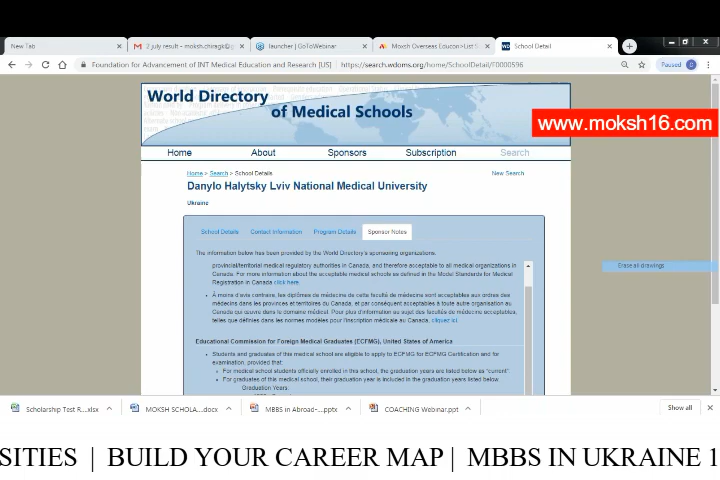 New Tab
2 july result - moksh.chiragk@g
launcher | GoToWebinar
Moksh Overseas Educon>List S
School Detail
Foundation for Advancement of INT Medical Education and Research [US] | https://search.wdoms.org/home/SchoolDetail/F0000596
Paused
World Directory
of Medical Schools
www.moksh16.com
Home About Sponsors Subscription Search
Home > Search > School Details
New Search
Danylo Halytsky Lviv National Medical University
Ukraine
School Details Contact Information Program Details Sponsor Notes
The information below has been provided by the World Directory's sponsoring organizations.
provincial/territorial medical regulatory authorities in Canada, and therefore acceptable to all medical organizations in
Canada. For more information about the acceptable medical schools as defined in the Model Standards for Medical
Registration in Canada click here.
• À moins d'avis contraire, les diplômes de médecine de cette faculté de médecine sont acceptables aux ordres des
médecins dans les provinces et territoires du Canada, et par conséquent acceptables à toute autre organisation au
Canada qui œuvre dans le domaine médical. Pour plus d'information au sujet des facultés de médecine acceptables,
telles que définies dans les normes modèles pour l'inscription médicale au Canada, cliquez ici.
Educational Commission for Foreign Medical Graduates (ECFMG), United States of America
• Students and graduates of this medical school are eligible to apply to ECFMG for ECFMG Certification and for
examination, provided that:
• For medical school students officially enrolled in this school, the graduation years are listed below as "current".
• For graduates of this medical school, their graduation year is included in the graduation years listed below.
Graduation Years:
Erase all drawings
Scholarship Test R....xlsx
MOKSH SCHOLA....docx
MBBS in Abroad-...pptx
COACHING Webinar.ppt
Show all
SITIES | BUILD YOUR CAREER MAP | MBBS IN UKRAINE 1